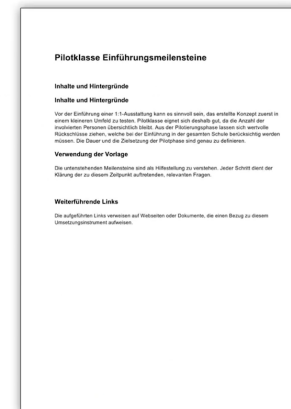 Pilotklasse Einführungsmeilensteine
Inhalte und Hintergründe
Inhalte und Hintergründe
Vor der Einführung einer 1:1-Ausstattung kann es sinnvoll sein, das erstellte Konzept zuerst in
einem kleineren Umfeld zu testen. Pilotklasse eignet sich deshalb gut, da die Anzahl der
involvierten Personen übersichtlich bleibt. Aus der Pilotierungsphase lassen sich wertvolle
Rückschlüsse ziehen, welche bei der Einführung in der gesamten Schule berücksichtig werden
müssen. Die Dauer und die Zielsetzung der Pilotphase sind genau zu definieren.
Verwendung der Vorlage
Die untenstehenden Meilensteine sind als Hilfestellung zu verstehen. Jeder Schritt dient der
Klärung der zu diesem Zeitpunkt auftretenden, relevanten Fragen.
Weiterführende Links
Die aufgeführten Links verweisen auf Webseiten oder Dokumente, die einen Bezug zu diesem
Umsetzungsinstrument aufweisen.